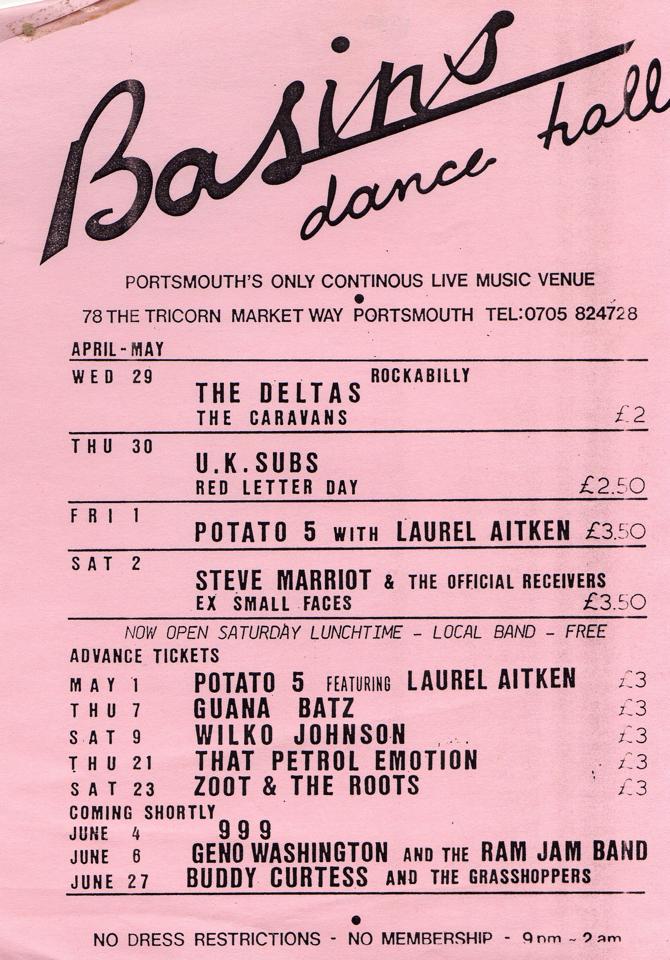 Basins
dance hall
PORTSMOUTH'S ONLY CONTINOUS LIVE MUSIC VENUE
78 THE TRICORN MARKET WAY PORTSMOUTH TEL:0705 824728
APRIL-MAY
WED 29 ROCKABILLY
THE DELTAS
THE CARAVANS £2
THU 30
U.K.SUBS
RED LETTER DAY £2.50
FRI 1
POTATO 5 WITH LAUREL AITKEN £3.50
SAT 2
STEVE MARRIOT & THE OFFICIAL RECEIVERS
EX SMALL FACES £3.50
NOW OPEN SATURDAY LUNCHTIME - LOCAL BAND - FREE
ADVANCE TICKETS
MAY 1 POTATO 5 FEATURING LAUREL AITKEN £3
THU 7 GUANA BATZ £3
SAT 9 WILKO JOHNSON £3
THU 21 THAT PETROL EMOTION £3
SAT 23 ZOOT & THE ROOTS £3
COMING SHORTLY
JUNE 4 999
JUNE 6 GENO WASHINGTON AND THE RAM JAM BAND
JUNE 27 BUDDY CURTESS AND THE GRASSHOPPERS
NO DRESS RESTRICTIONS - NO MEMBERSHIP - 9pm - 2am